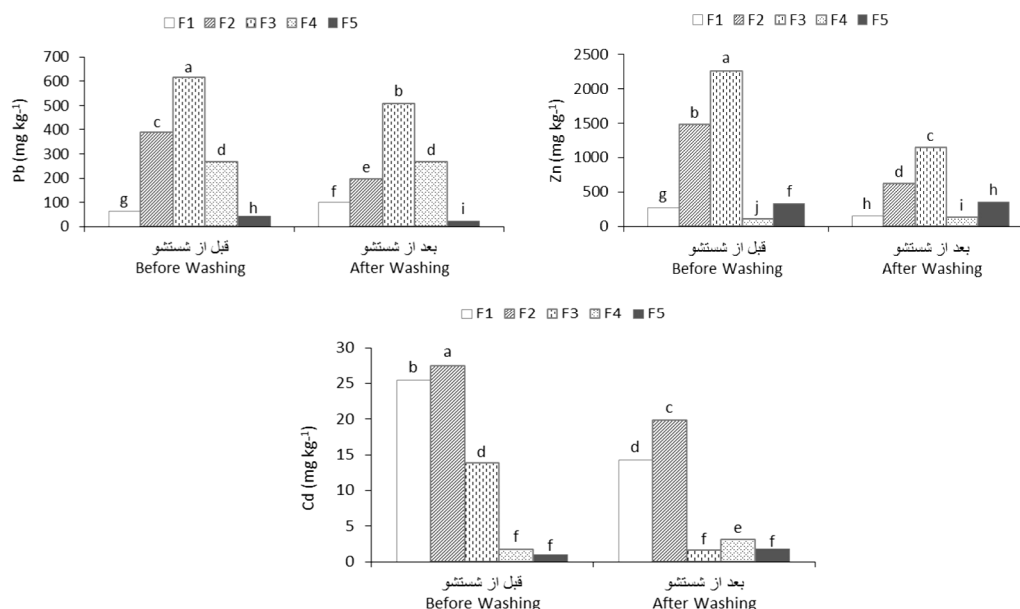 F1 F2 F3 F4 F5
Pb (mg kg-1)
700
600
500
400
300
200
100
0
g c a d h
f e b d i
قبل از شستشو
Before Washing
بعد از شستشو
After Washing
F1 F2 F3 F4 F5
Zn (mg kg-1)
2500
2000
1500
1000
500
0
g b a j f
h d c i h
قبل از شستشو
Before Washing
بعد از شستشو
After Washing
F1 F2 F3 F4 F5
Cd (mg kg-1)
30
25
20
15
10
5
0
b a d f f
d c f e f
قبل از شستشو
Before Washing
بعد از شستشو
After Washing